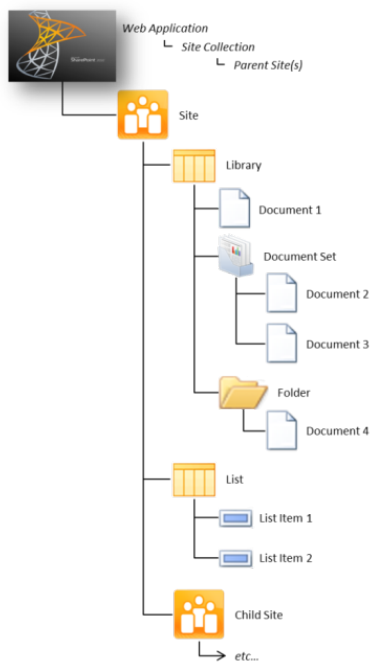 Web Application
Site Collection
Parent Site(s)
SharePoint
Site
Library
Document 1
Document Set
Document 2
Document 3
Folder
Document 4
List
List Item 1
List Item 2
Child Site
etc...